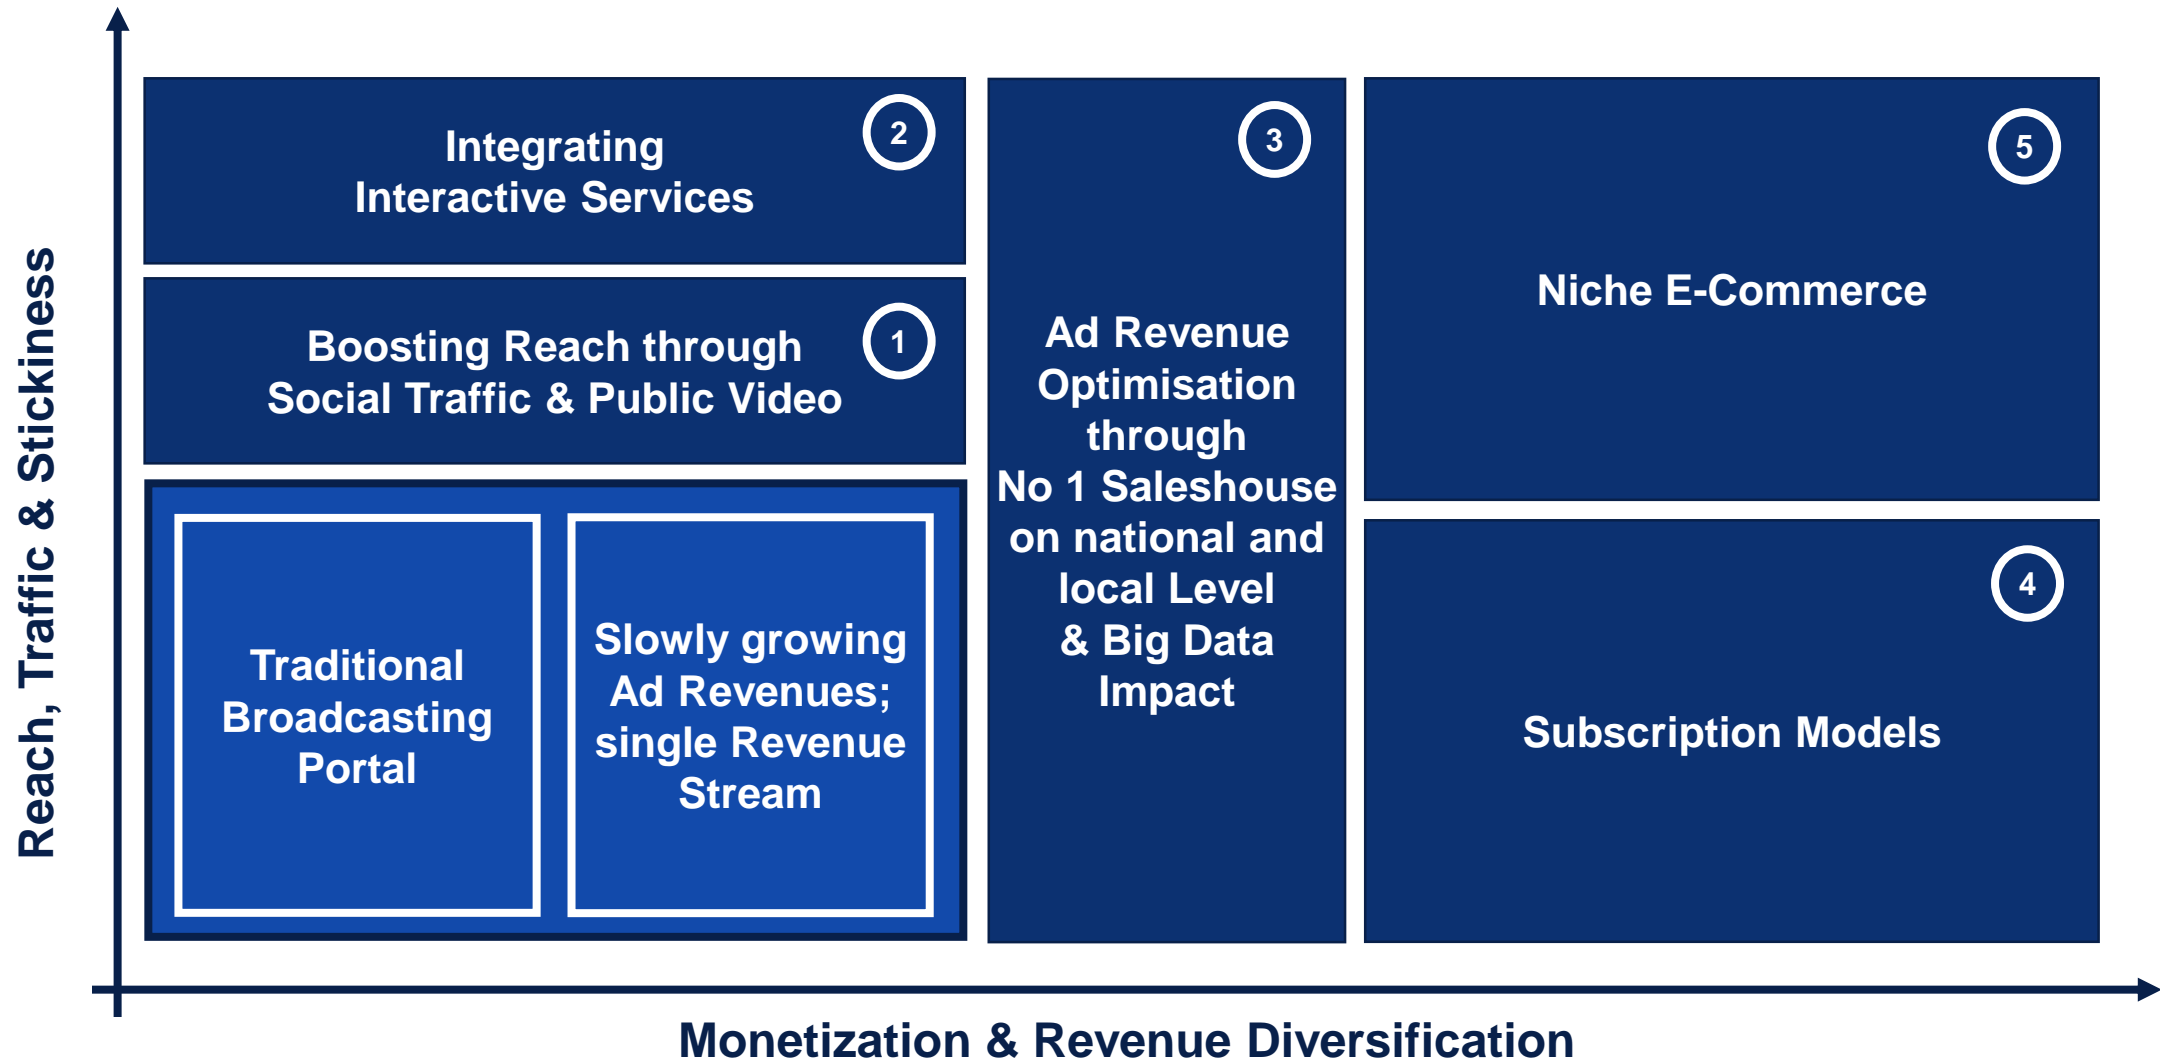 Reach, Traffic & Stickiness
Integrating
Interactive Services
2
Boosting Reach through
Social Traffic & Public Video
1
Traditional
Broadcasting
Portal
Slowly growing
Ad Revenues;
single Revenue
Stream
3
Ad Revenue
Optimisation
through
No 1 Saleshouse
on national and
local Level
& Big Data
Impact
5
Niche E-Commerce
4
Subscription Models
Monetization & Revenue Diversification